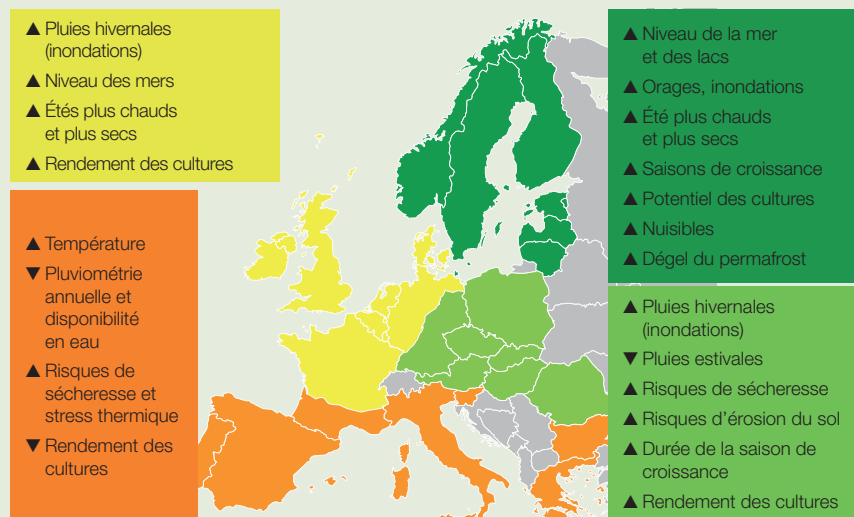 ▲ Pluies hivernales
(inondations)
▲ Niveau des mers
▲ Étés plus chauds
et plus secs
▲ Rendement des cultures
▲ Température
▼ Pluviométrie
annuelle et
disponibilité
en eau
▲ Risques de
sécheresse et
stress thermique
▼ Rendement des
cultures
▲ Niveau de la mer
et des lacs
▲ Orages, inondations
▲ Été plus chauds
et plus secs
▲ Saisons de croissance
▲ Potentiel des cultures
▲ Nuisibles
▲ Dégel du permafrost
▲ Pluies hivernales
(inondations)
▼ Pluies estivales
▲ Risques de sécheresse
▲ Risques d’érosion du sol
▲ Durée de la saison de
croissance
▲ Rendement des cultures